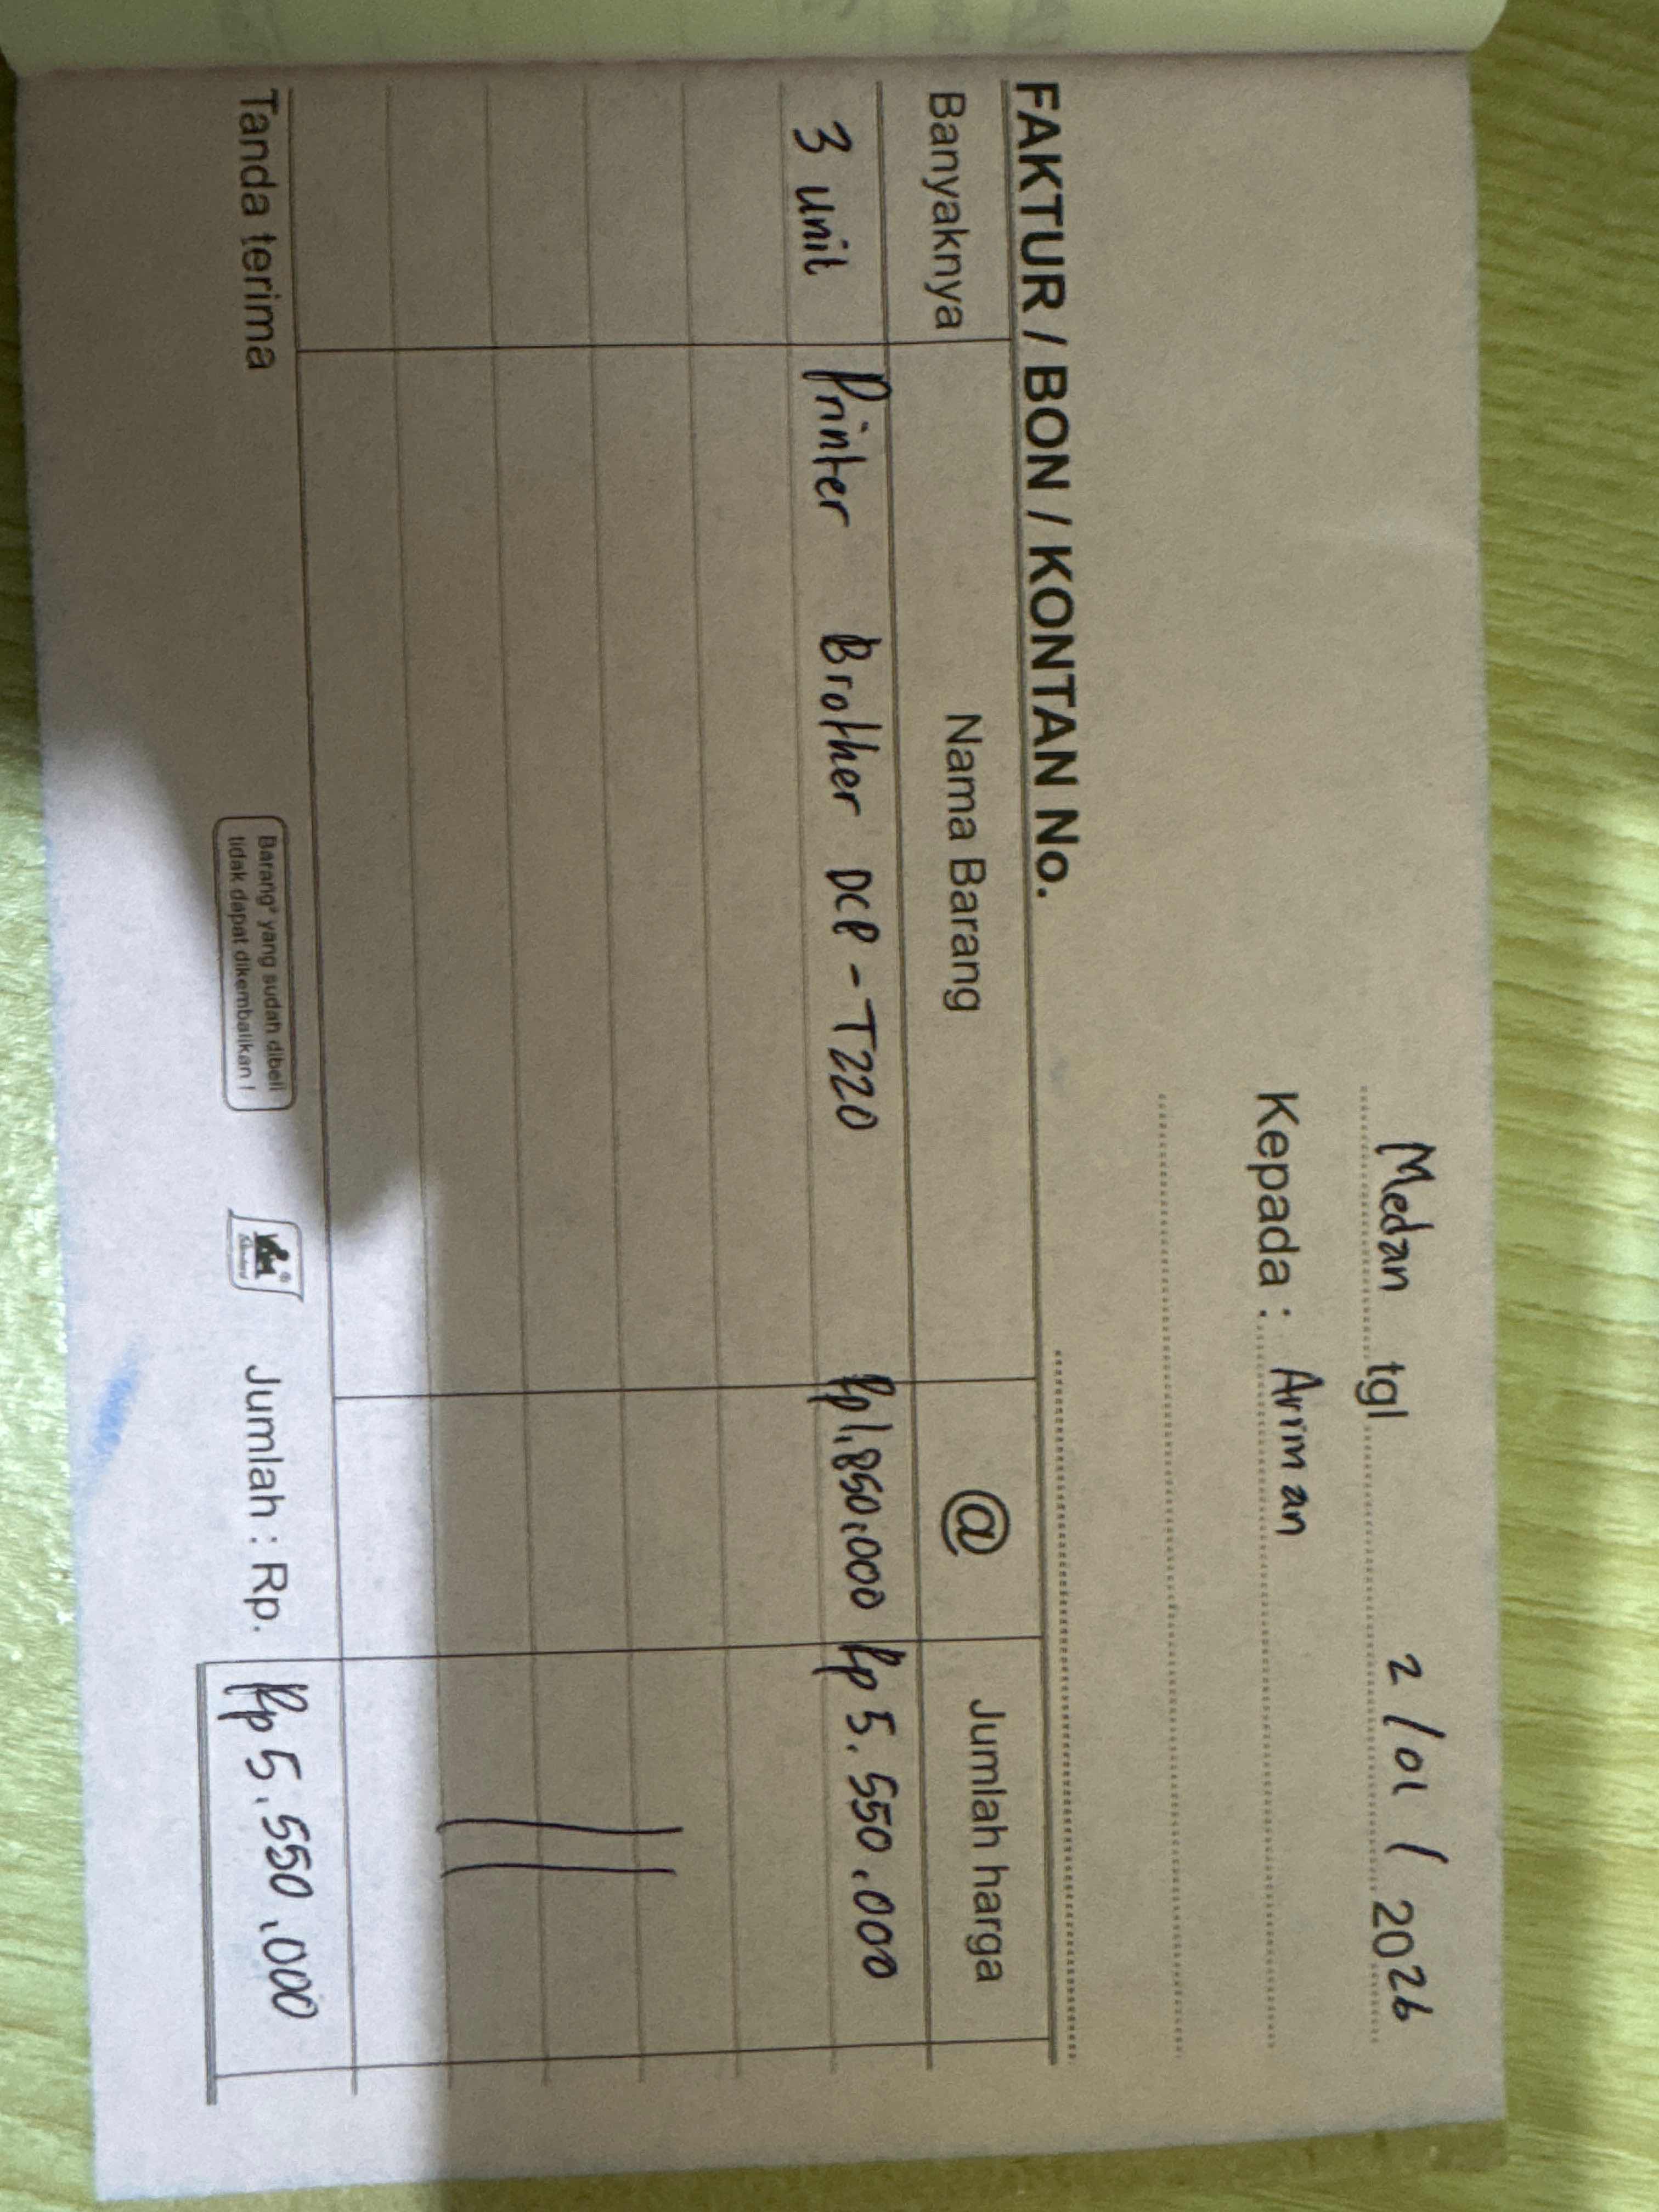 Medan tgl 2/01/2026
Kepada : Arman
FAKTUR / BON / KONTAN No.
Banyaknya Nama Barang @ Jumlah harga
3 unit Printer Brother DCP-T220 Rp1.850.000 Rp 5.550.000
Tanda terima
Barang² yang sudah dibeli
tidak dapat dikembalikan !
Jumlah : Rp. Rp 5.550.000